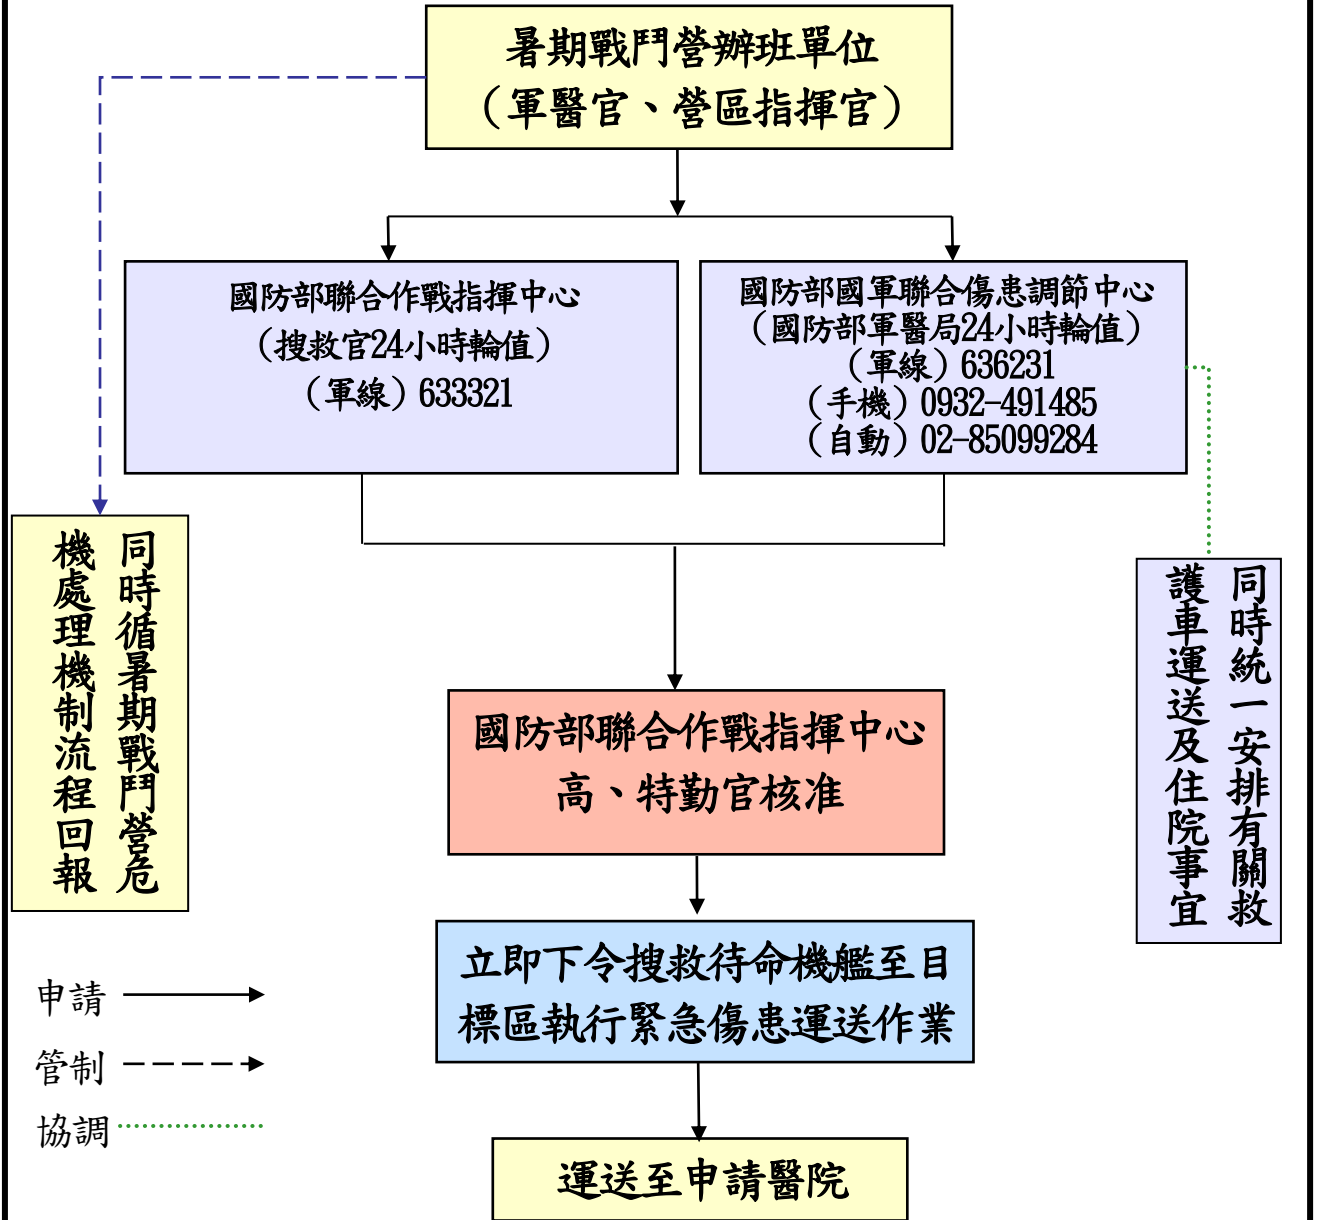 暑期戰鬥營辦班單位
（軍醫官、營區指揮官）
國防部聯合作戰指揮中心
（搜救官24小時輪值）
（軍線）633321
國防部國軍聯合傷患調節中心
（國防部軍醫局24小時輪值）
（軍線）636231
（手機）0932-491485
（自動）02-85099284
同時循暑期戰鬥營危
機處理機制流程回報
同時統一安排有關救
護車運送及住院事宜
國防部聯合作戰指揮中心
高、特勤官核准
立即下令搜救待命機艦至目
標區執行緊急傷患運送作業
申請
管制
協調
運送至申請醫院